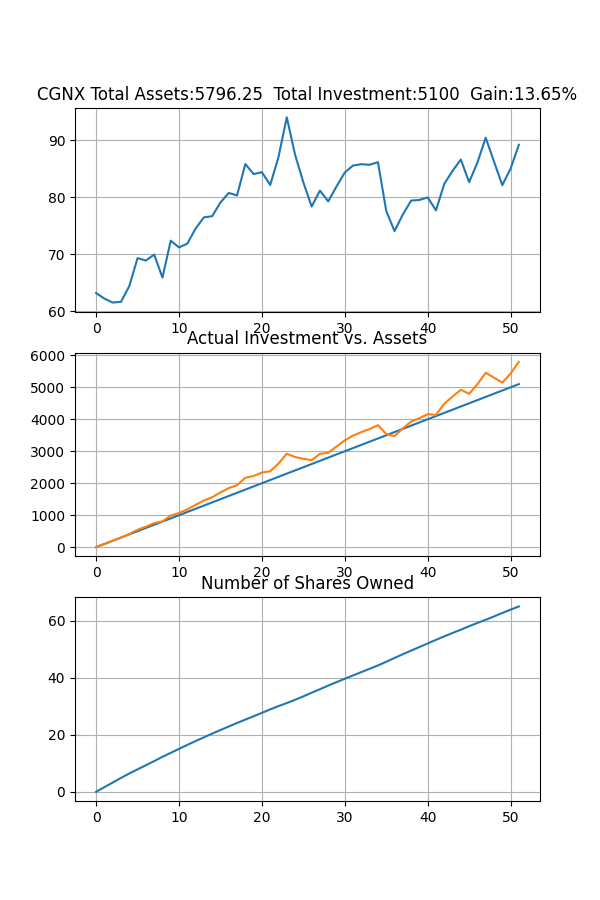 CGNX Total Assets:5796.25  Total Investment:5100  Gain:13.65%
90
80
70
60
0 10 20 30 40 50
Actual Investment vs. Assets
6000
5000
4000
3000
2000
1000
0
0 10 20 30 40 50
Number of Shares Owned
60
40
20
0
0 10 20 30 40 50